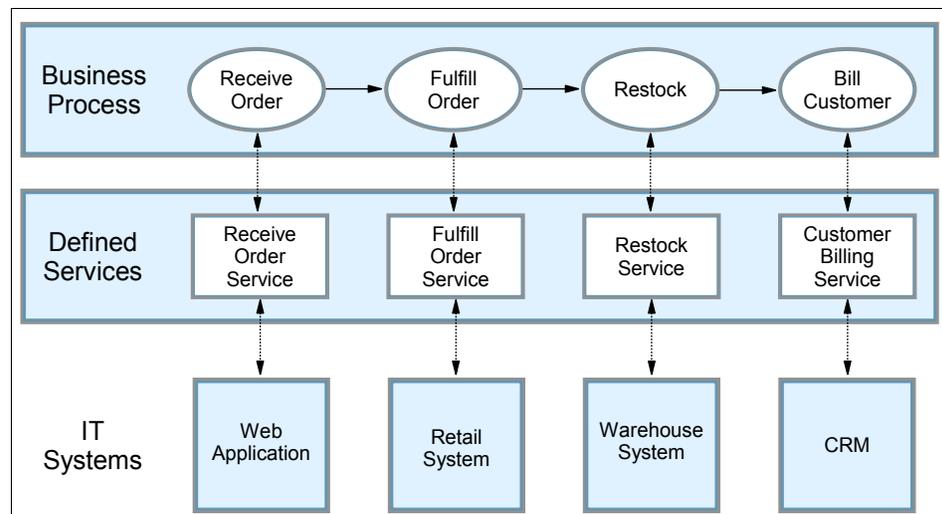 Business
Process
Receive
Order
Fulfill
Order
Restock
Bill
Customer
Defined
Services
Receive
Order
Service
Fulfill
Order
Service
Restock
Service
Customer
Billing
Service
IT
Systems
Web
Application
Retail
System
Warehouse
System
CRM